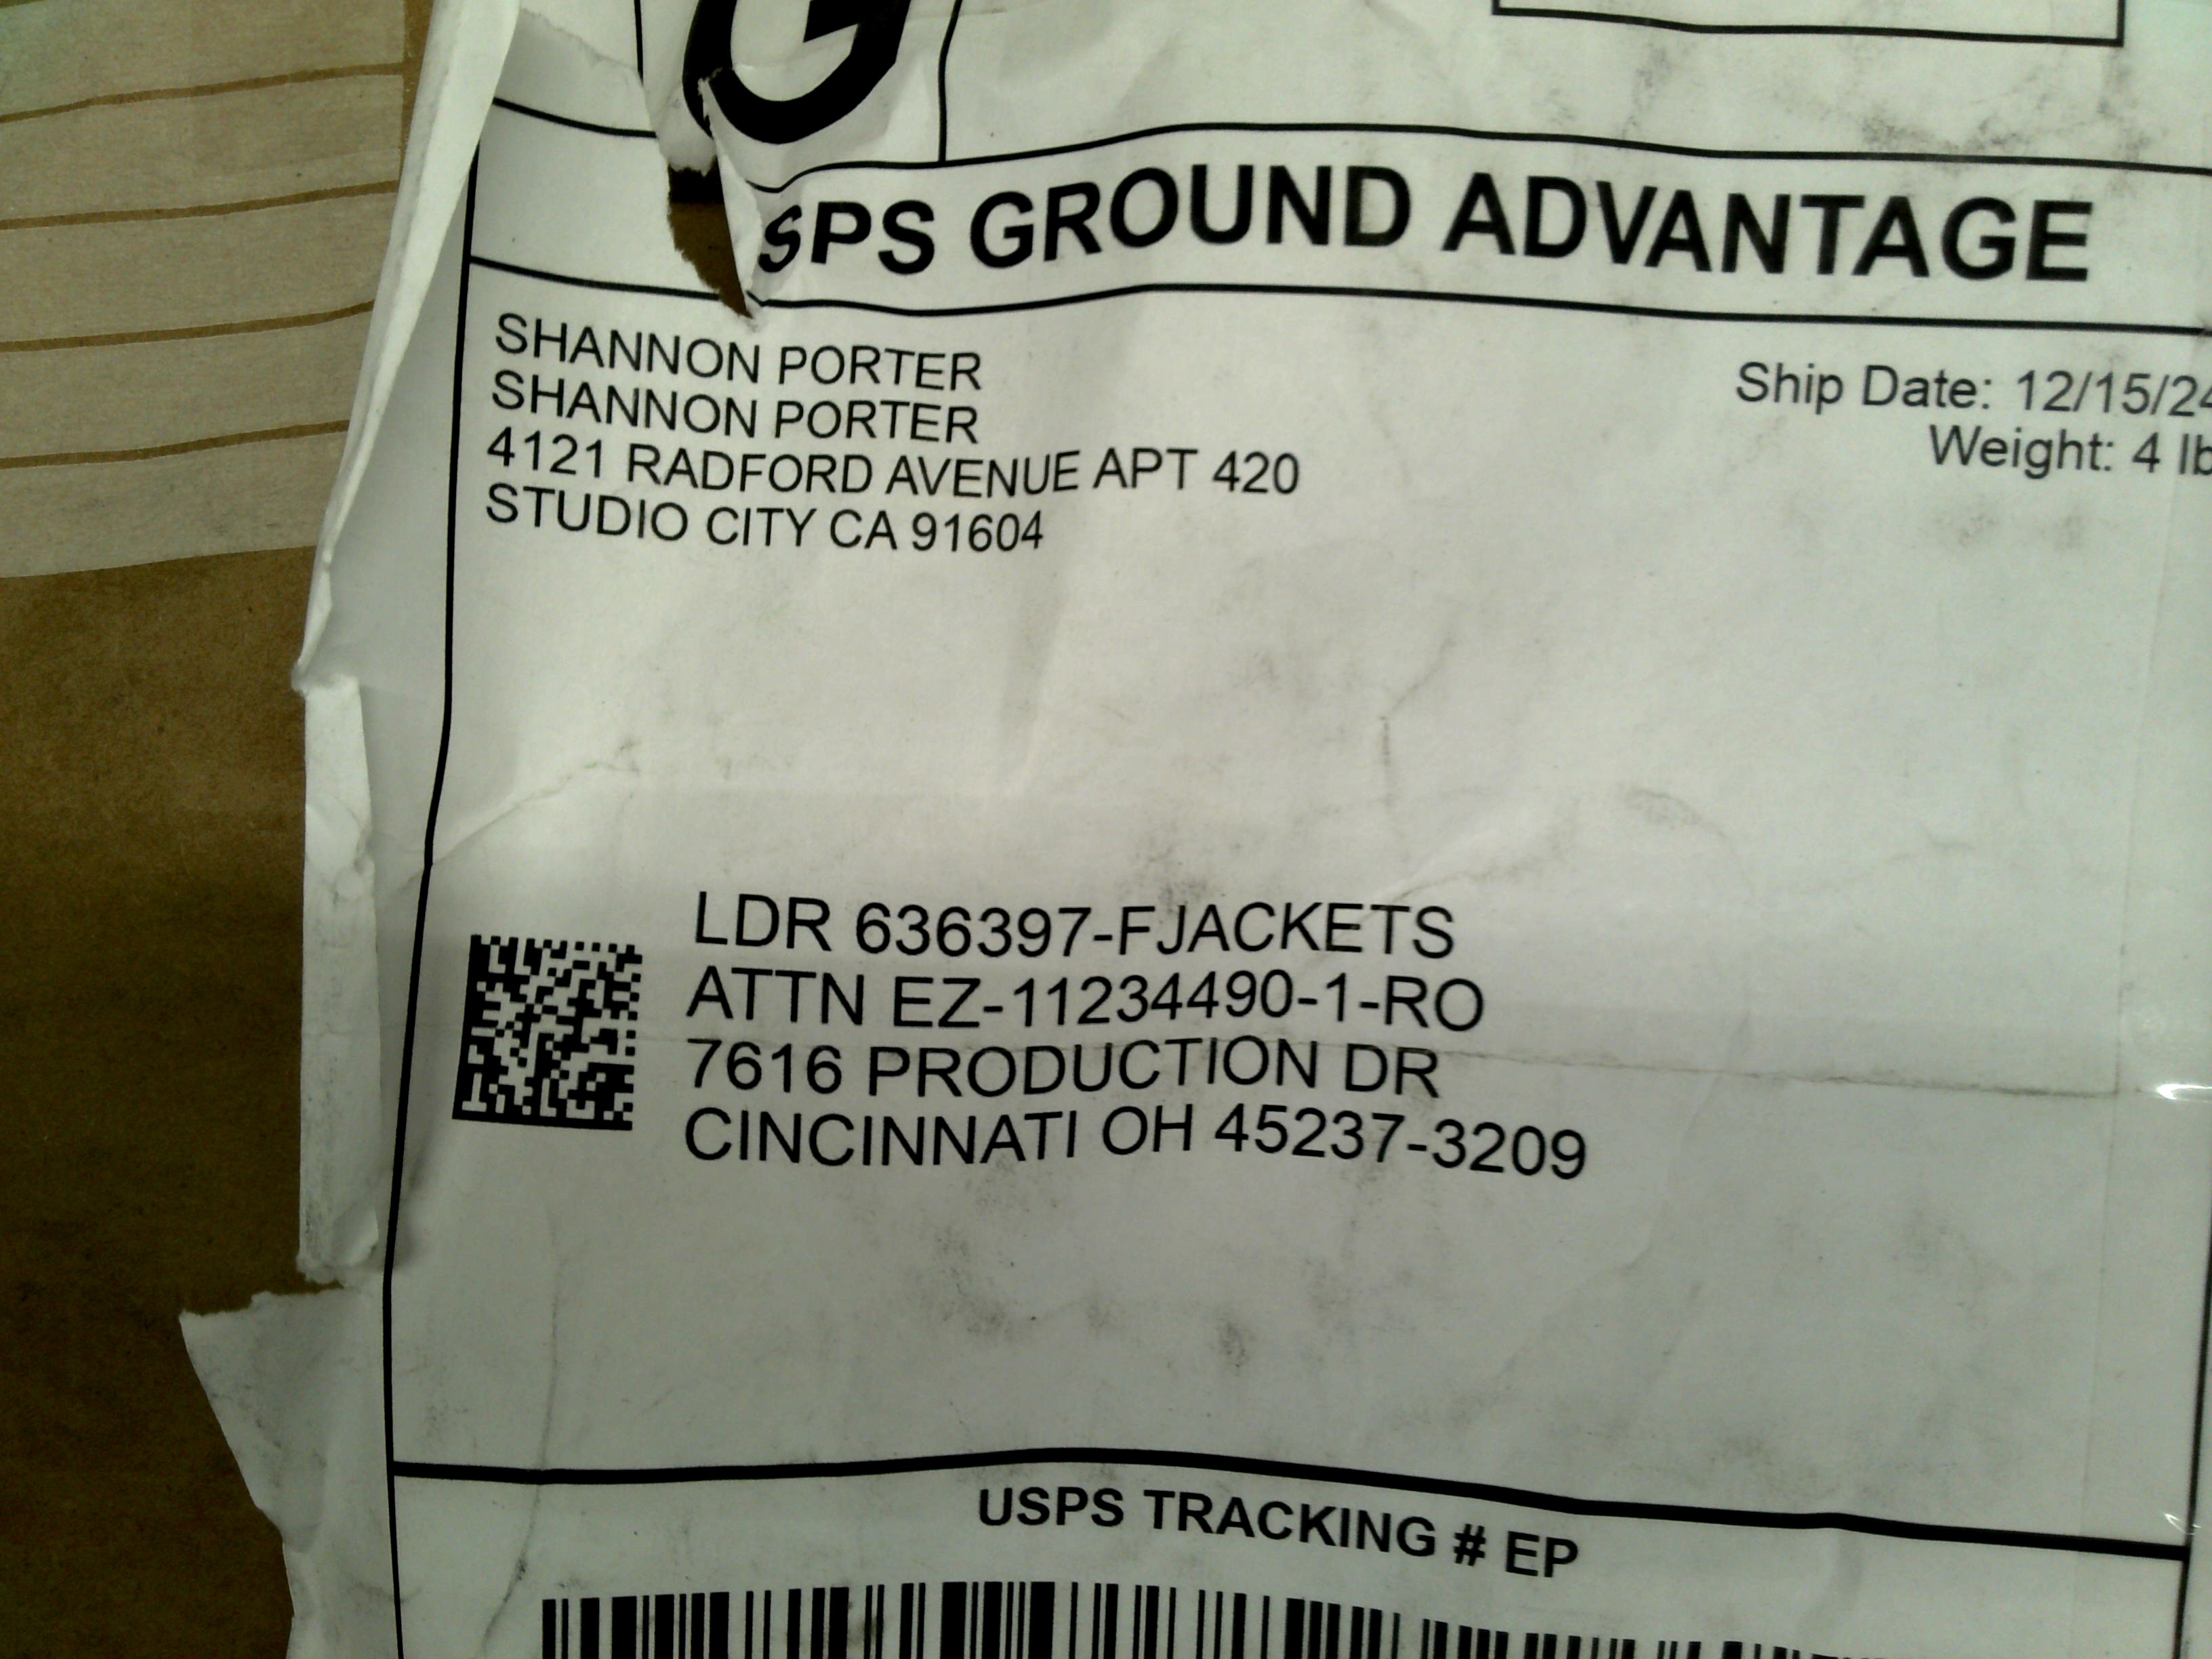 G
SPS GROUND ADVANTAGE
SHANNON PORTER
SHANNON PORTER
4121 RADFORD AVENUE APT 420
STUDIO CITY CA 91604
Ship Date: 12/15/24
Weight: 4 lb
LDR 636397-FJACKETS
ATTN EZ-11234490-1-RO
7616 PRODUCTION DR
CINCINNATI OH 45237-3209
USPS TRACKING # EP